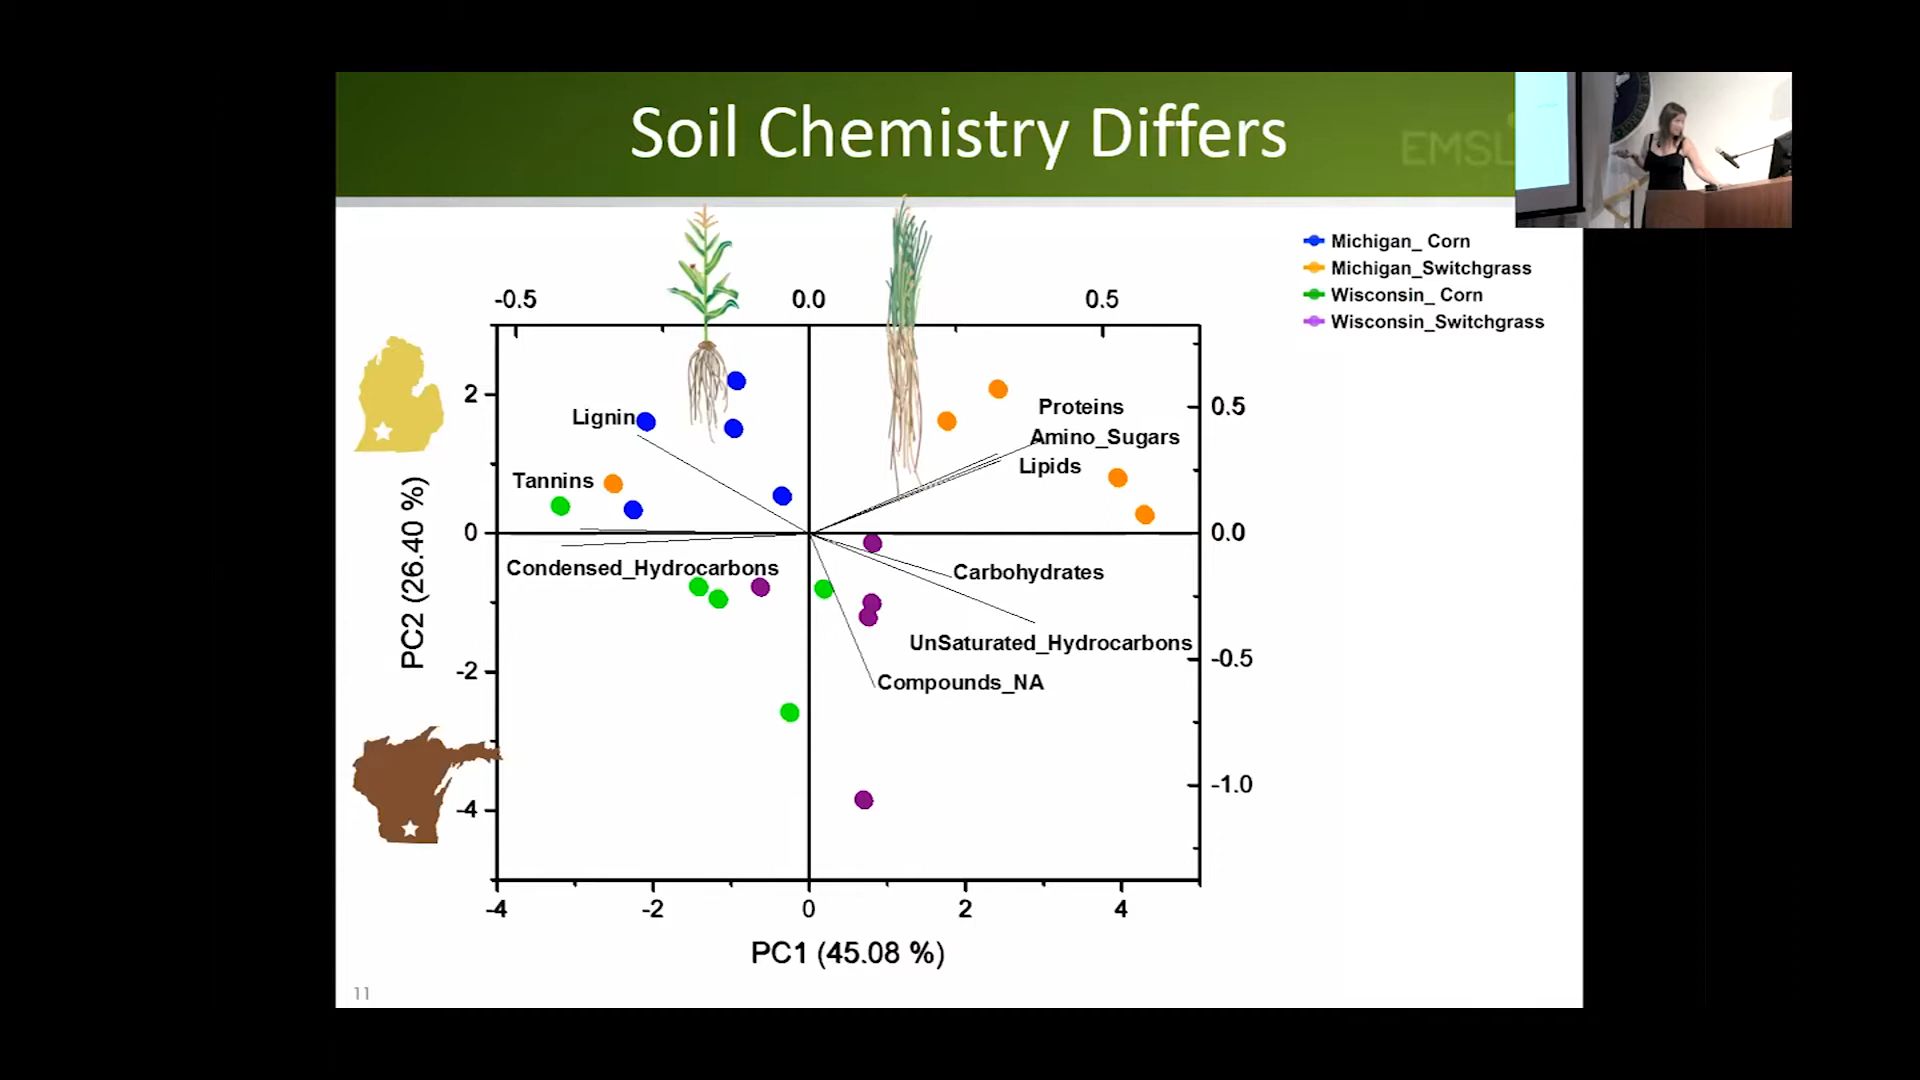 Soil Chemistry Differs
EMSL
Michigan_ Corn
Michigan_Switchgrass
Wisconsin_ Corn
Wisconsin_Switchgrass
-0.5 0.0 0.5
2
0
-2
-4
0.5
0.0
-0.5
-1.0
Lignin
Tannins
Condensed_Hydrocarbons
Proteins
Amino_Sugars
Lipids
Carbohydrates
UnSaturated_Hydrocarbons
Compounds_NA
PC2 (26.40 %)
-4 -2 0 2 4
PC1 (45.08 %)
11